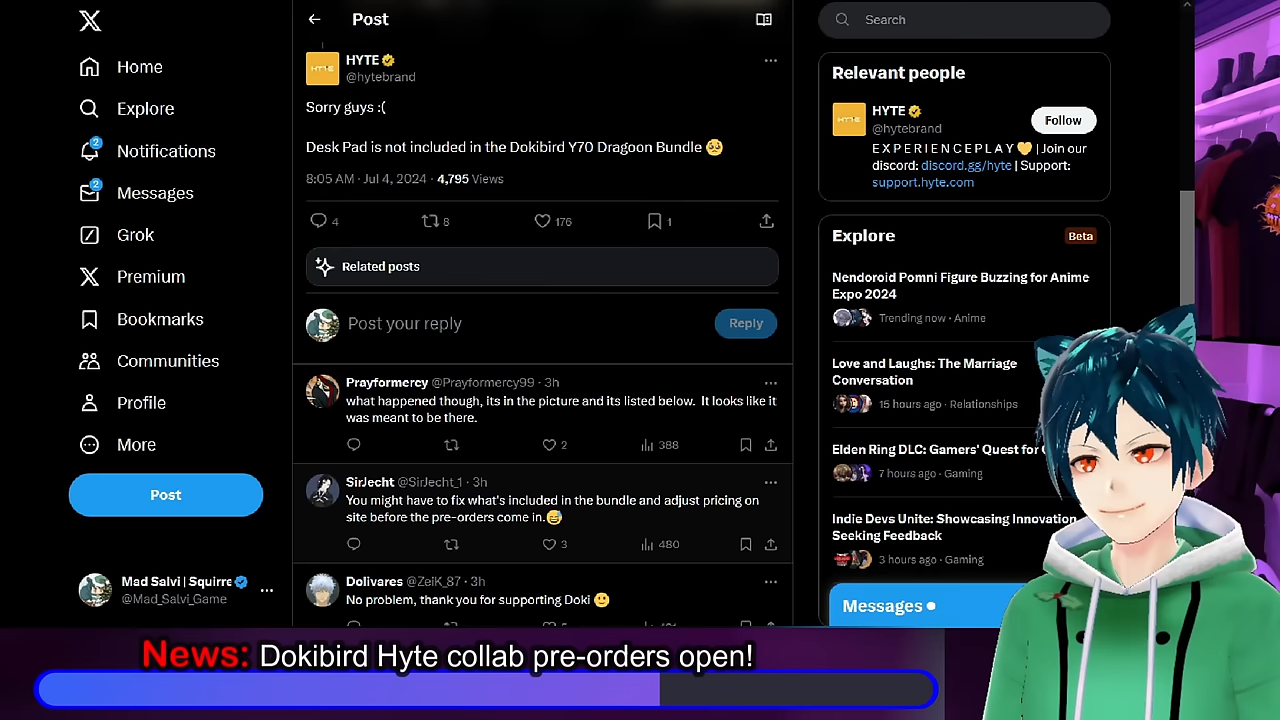 Home
Explore
2
Notifications
2
Messages
Grok
Premium
Bookmarks
Communities
Profile
More
Post
Mad Salvi | Squirre
@Mad_Salvi_Game
Post
HYTE
HYTE
@hytebrand
Sorry guys :(
Desk Pad is not included in the Dokibird Y70 Dragoon Bundle 🥺
8:05 AM · Jul 4, 2024 · 4,795 Views
4
8
176
1
Related posts
Post your reply
Reply
Prayformercy @Prayformercy99 · 3h
what happened though, its in the picture and its listed below. It looks like it
was meant to be there.
2
388
SirJecht @SirJecht_1 · 3h
You might have to fix what's included in the bundle and adjust pricing on
site before the pre-orders come in.😅
3
480
Dolivares @ZeiK_87 · 3h
No problem, thank you for supporting Doki 🙂
Search
Relevant people
HYTE
HYTE
@hytebrand
Follow
E X P E R I E N C E P L A Y 💛 | Join our
discord: discord.gg/hyte | Support:
support.hyte.com
Explore
Beta
Nendoroid Pomni Figure Buzzing for Anime
Expo 2024
Trending now · Anime
Love and Laughs: The Marriage
Conversation
15 hours ago · Relationships
Elden Ring DLC: Gamers' Quest for
7 hours ago · Gaming
Indie Devs Unite: Showcasing Innovation
Seeking Feedback
3 hours ago · Gaming
Messages
News: Dokibird Hyte collab pre-orders open!